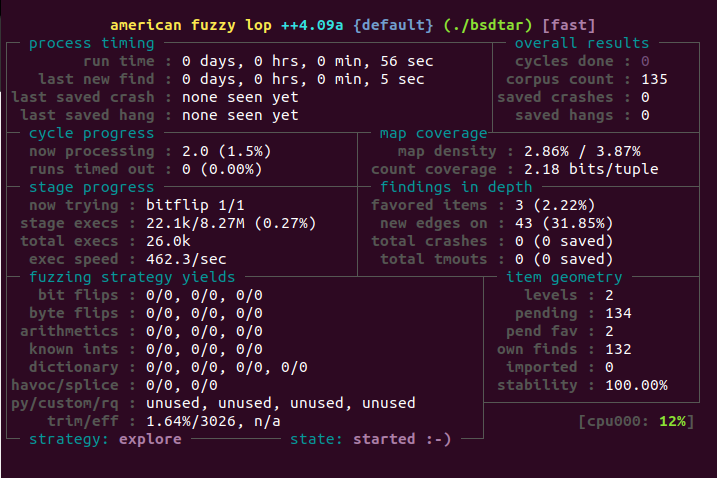 american fuzzy lop ++4.09a {default} (./bsdtar) [fast]
process timing overall results
run time : 0 days, 0 hrs, 0 min, 56 sec cycles done : 0
last new find : 0 days, 0 hrs, 0 min, 5 sec corpus count : 135
last saved crash : none seen yet saved crashes : 0
last saved hang : none seen yet saved hangs : 0
cycle progress map coverage
now processing : 2.0 (1.5%) map density : 2.86% / 3.87%
runs timed out : 0 (0.00%) count coverage : 2.18 bits/tuple
stage progress findings in depth
now trying : bitflip 1/1 favored items : 3 (2.22%)
stage execs : 22.1k/8.27M (0.27%) new edges on : 43 (31.85%)
total execs : 26.0k total crashes : 0 (0 saved)
exec speed : 462.3/sec total tmouts : 0 (0 saved)
fuzzing strategy yields item geometry
bit flips : 0/0, 0/0, 0/0 levels : 2
byte flips : 0/0, 0/0, 0/0 pending : 134
arithmetics : 0/0, 0/0, 0/0 pend fav : 2
known ints : 0/0, 0/0, 0/0 own finds : 132
dictionary : 0/0, 0/0, 0/0, 0/0 imported : 0
havoc/splice : 0/0, 0/0 stability : 100.00%
py/custom/rq : unused, unused, unused, unused
trim/eff : 1.64%/3026, n/a [cpu000: 12%]
strategy: explore state: started :-)